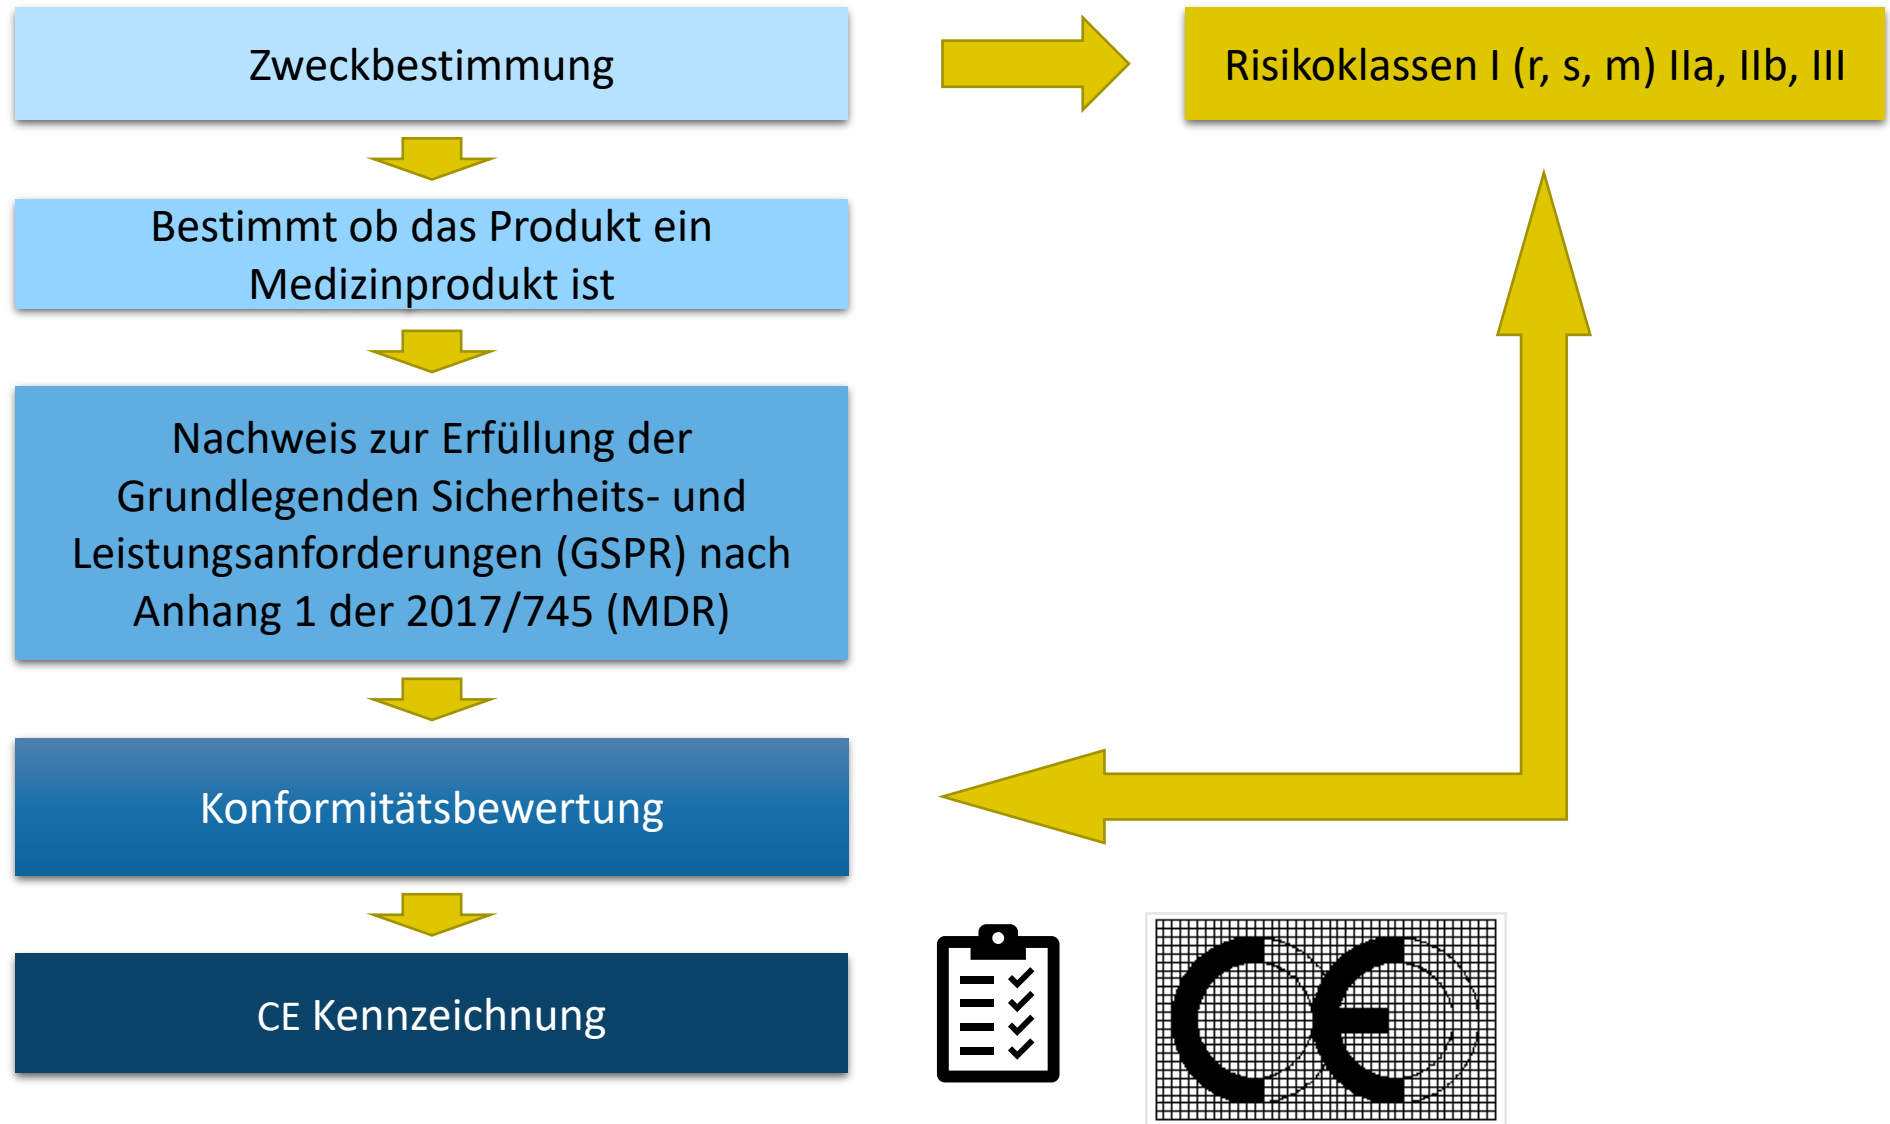 Zweckbestimmung
Risikoklassen I (r, s, m) IIa, IIb, III
Bestimmt ob das Produkt ein
Medizinprodukt ist
Nachweis zur Erfüllung der
Grundlegenden Sicherheits- und
Leistungsanforderungen (GSPR) nach
Anhang 1 der 2017/745 (MDR)
Konformitätsbewertung
CE Kennzeichnung
CE